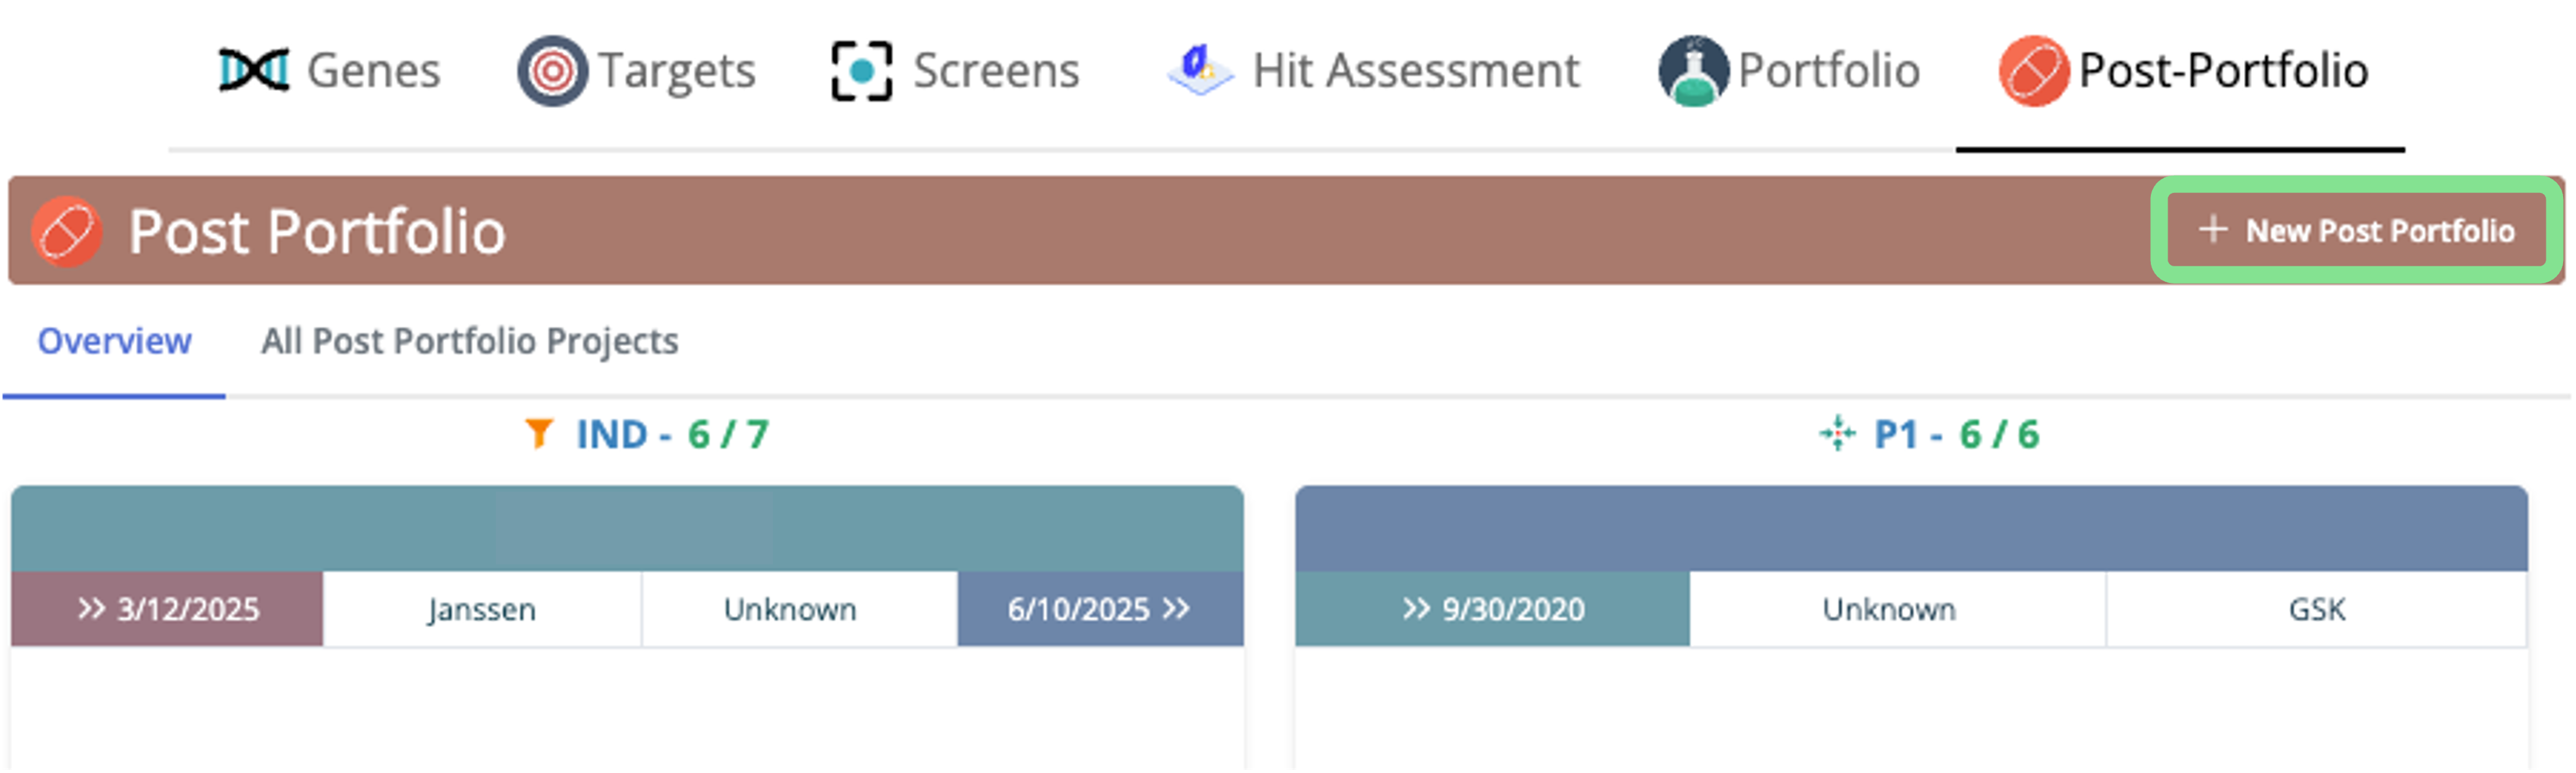 Genes Targets Screens Hit Assessment Portfolio Post-Portfolio
Post Portfolio + New Post Portfolio
Overview All Post Portfolio Projects
IND - 6 / 7 P1 - 6 / 6
>> 3/12/2025 Janssen Unknown 6/10/2025 >> >> 9/30/2020 Unknown GSK